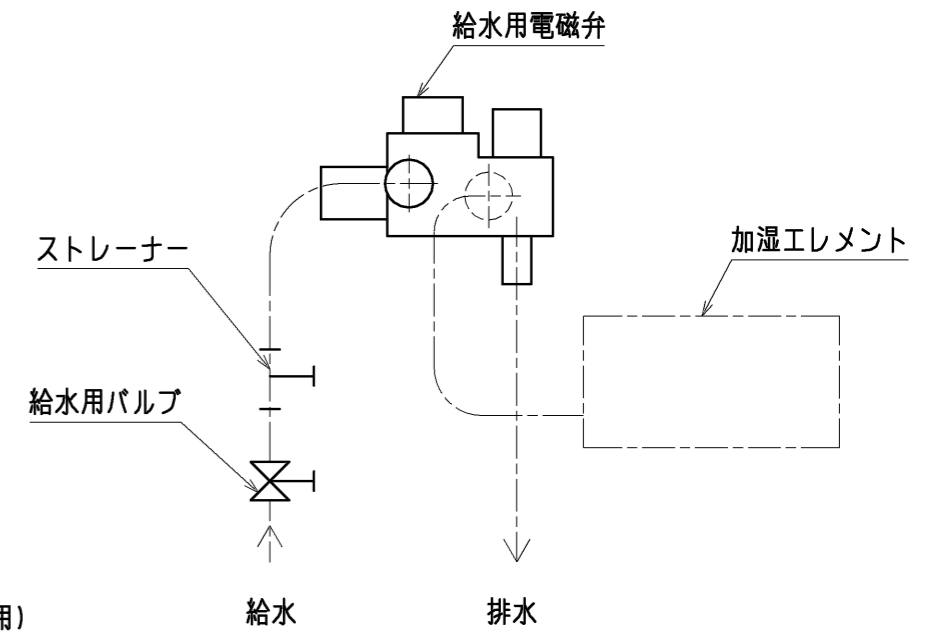 給水用電磁弁
ストレーナー
加湿エレメント
給水用バルブ
用)
給水
排水